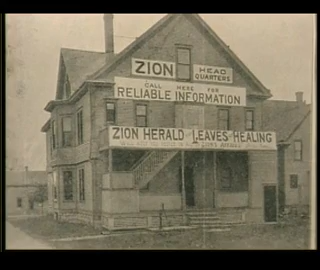 ZION HEAD QUARTERS
CALL HERE FOR
RELIABLE INFORMATION
ZION HERALD LEAVES HEALING